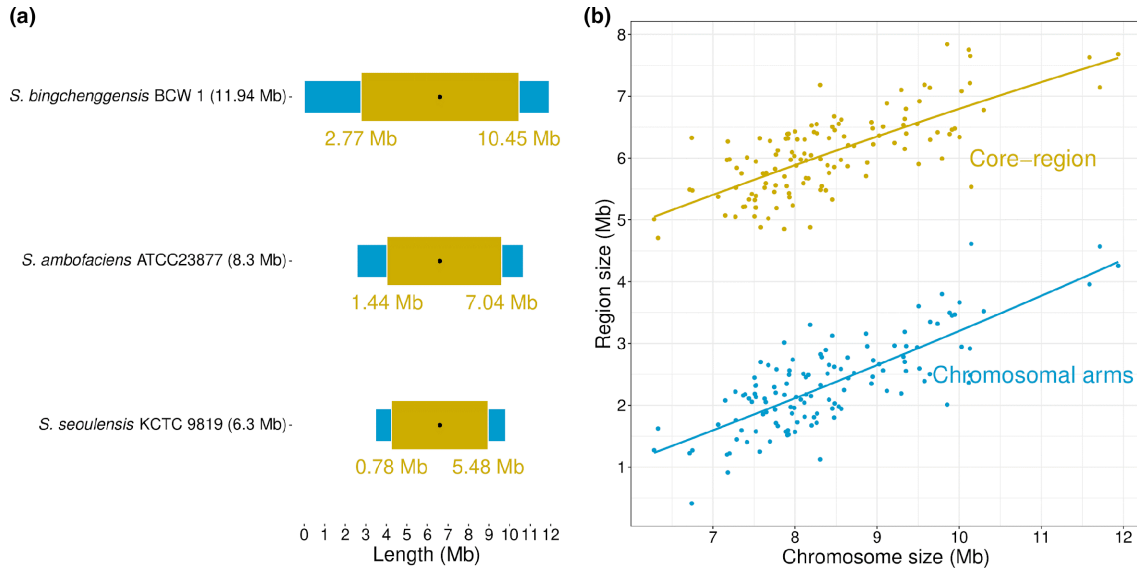 (a)
S. bingchenggensis BCW 1 (11.94 Mb)
2.77 Mb
10.45 Mb
S. ambofaciens ATCC23877 (8.3 Mb)
1.44 Mb
7.04 Mb
S. seoulensis KCTC 9819 (6.3 Mb)
0.78 Mb
5.48 Mb
0 1 2 3 4 5 6 7 8 9 10 11 12
Length (Mb)
(b)
8
7
6
5
4
3
2
1
Region size (Mb)
Core-region
Chromosomal arms
7 8 9 10 11 12
Chromosome size (Mb)